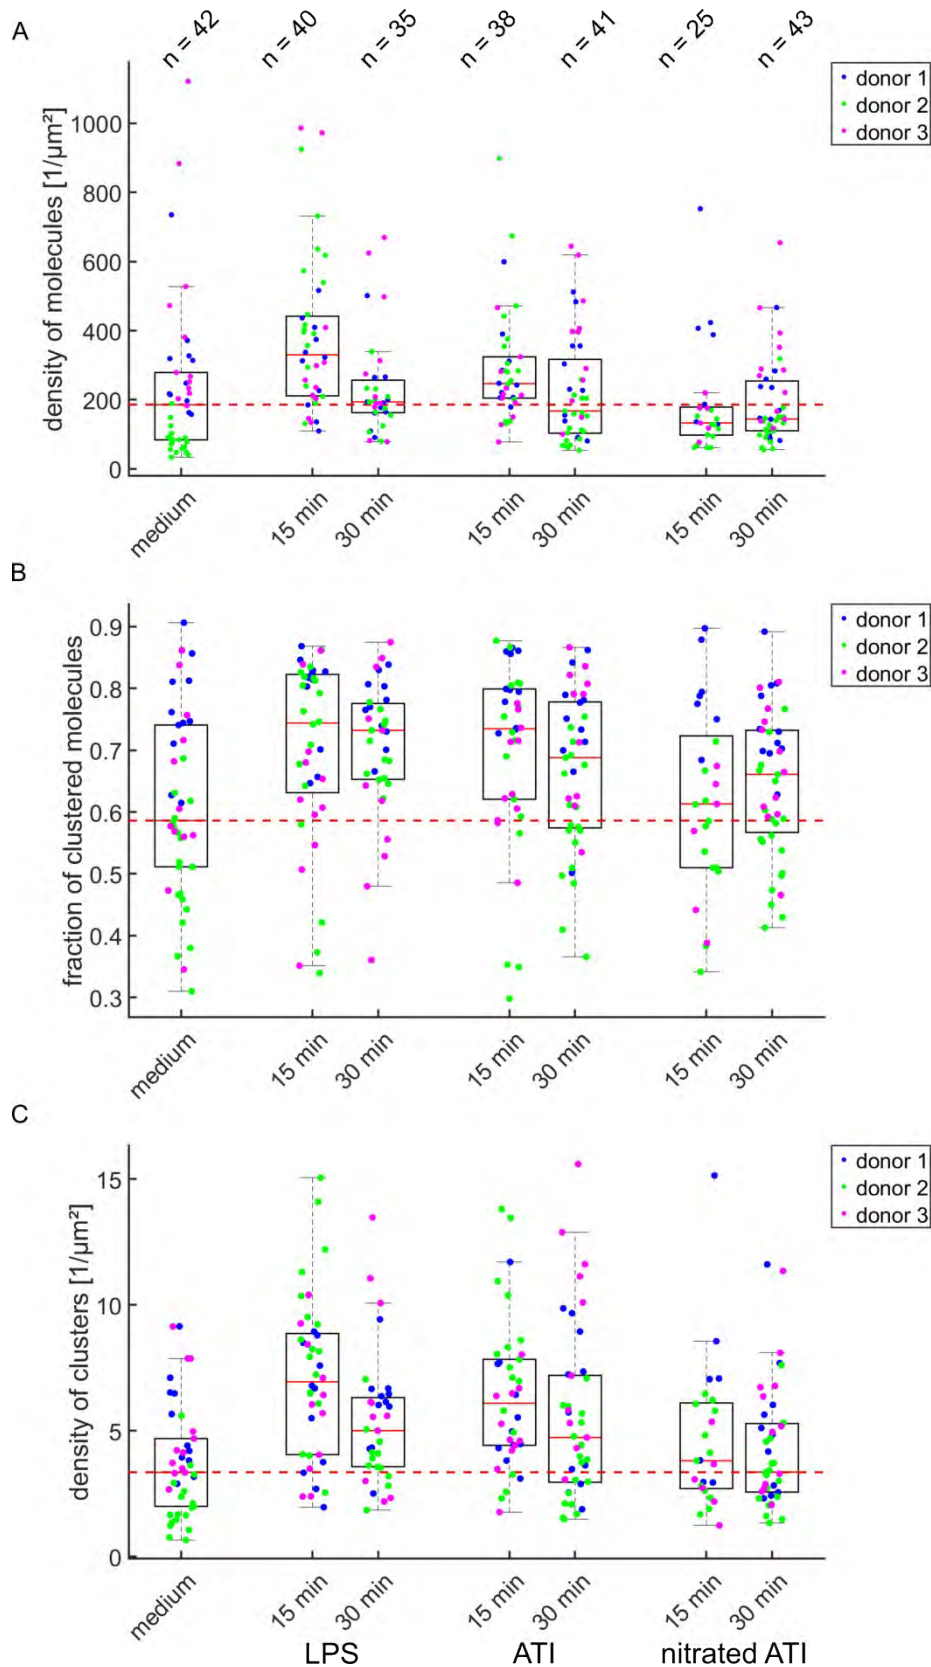 A
n = 42
n = 40
n = 35
n = 38
n = 41
n = 25
n = 43
donor 1
donor 2
donor 3
density of molecules [1/µm²]
1000
800
600
400
200
0
medium
15 min
30 min
15 min
30 min
15 min
30 min
B
donor 1
donor 2
donor 3
fraction of clustered molecules
0.9
0.8
0.7
0.6
0.5
0.4
0.3
medium
15 min
30 min
15 min
30 min
15 min
30 min
C
donor 1
donor 2
donor 3
density of clusters [1/µm²]
15
10
5
0
medium
15 min
30 min
15 min
30 min
15 min
30 min
LPS
ATI
nitrated ATI